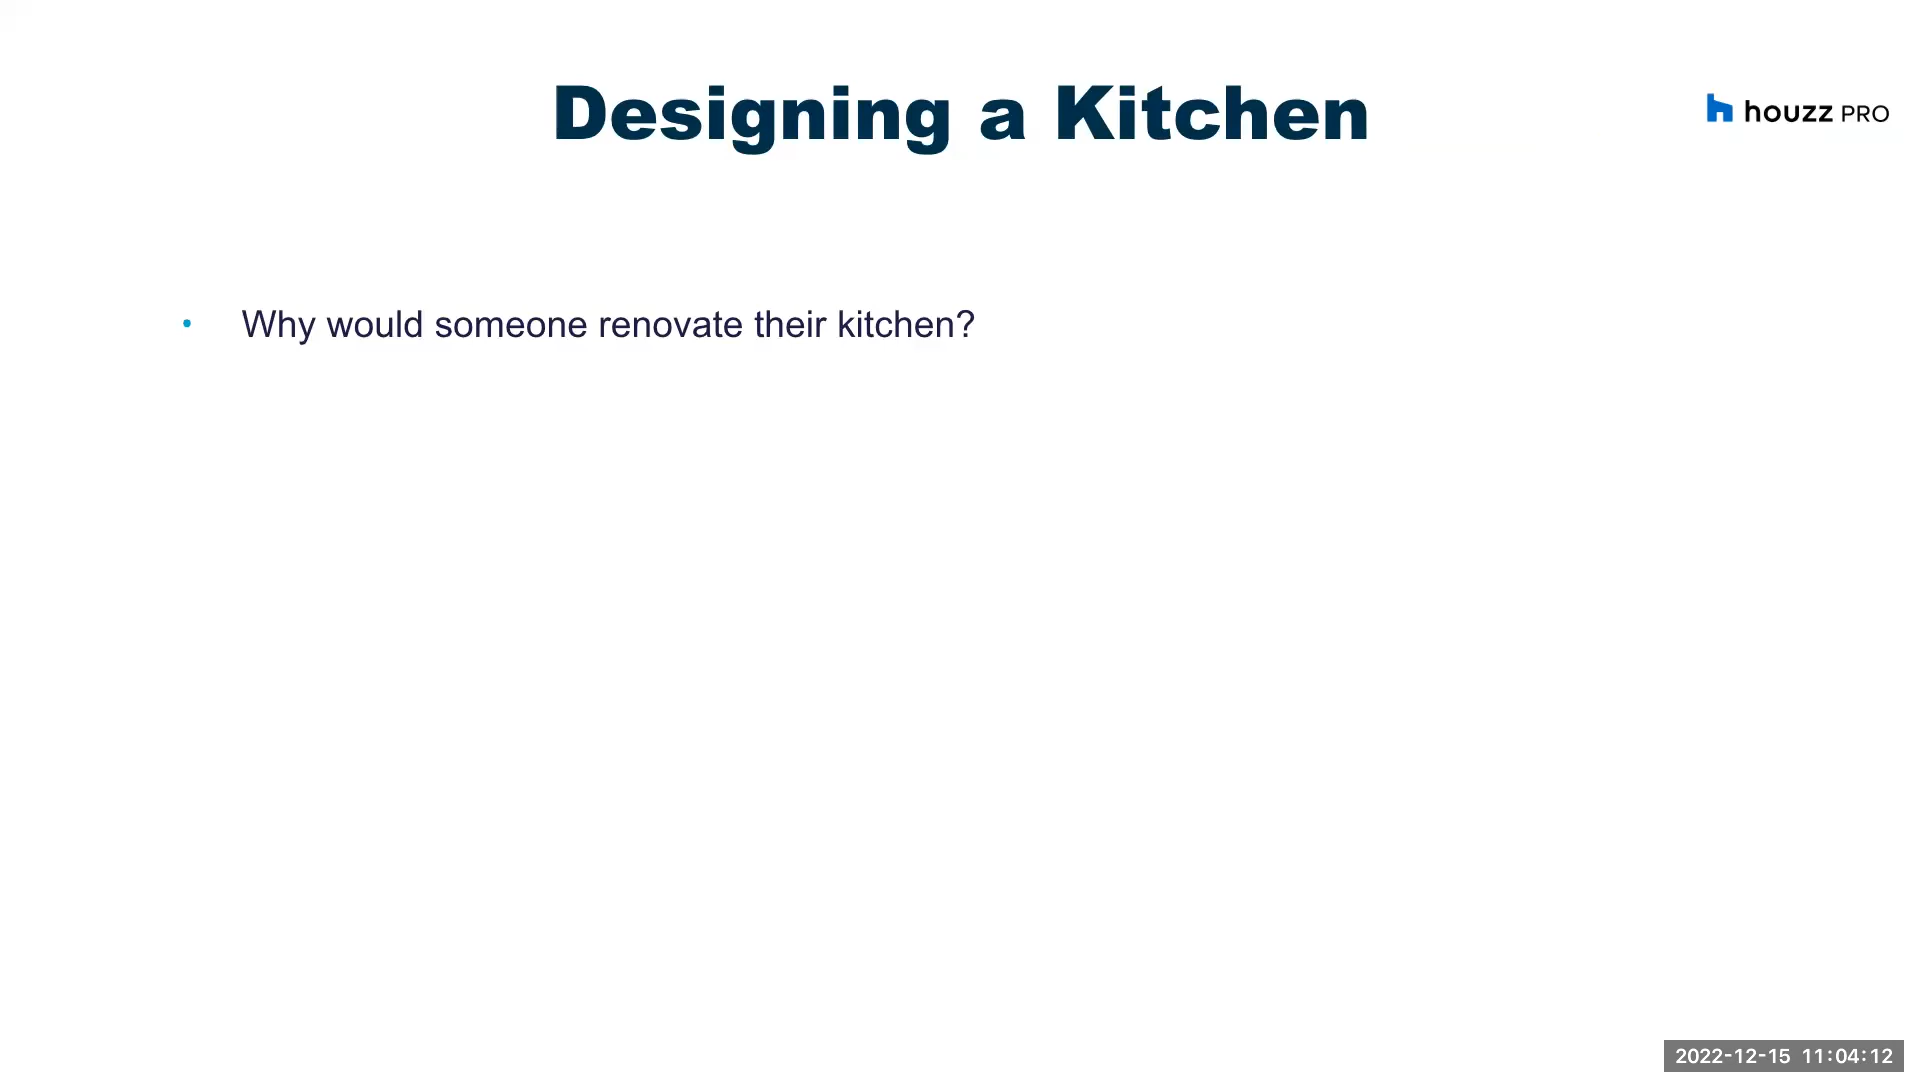 Designing a Kitchen
houzz PRO
• Why would someone renovate their kitchen?
2022-12-15 11:04:12